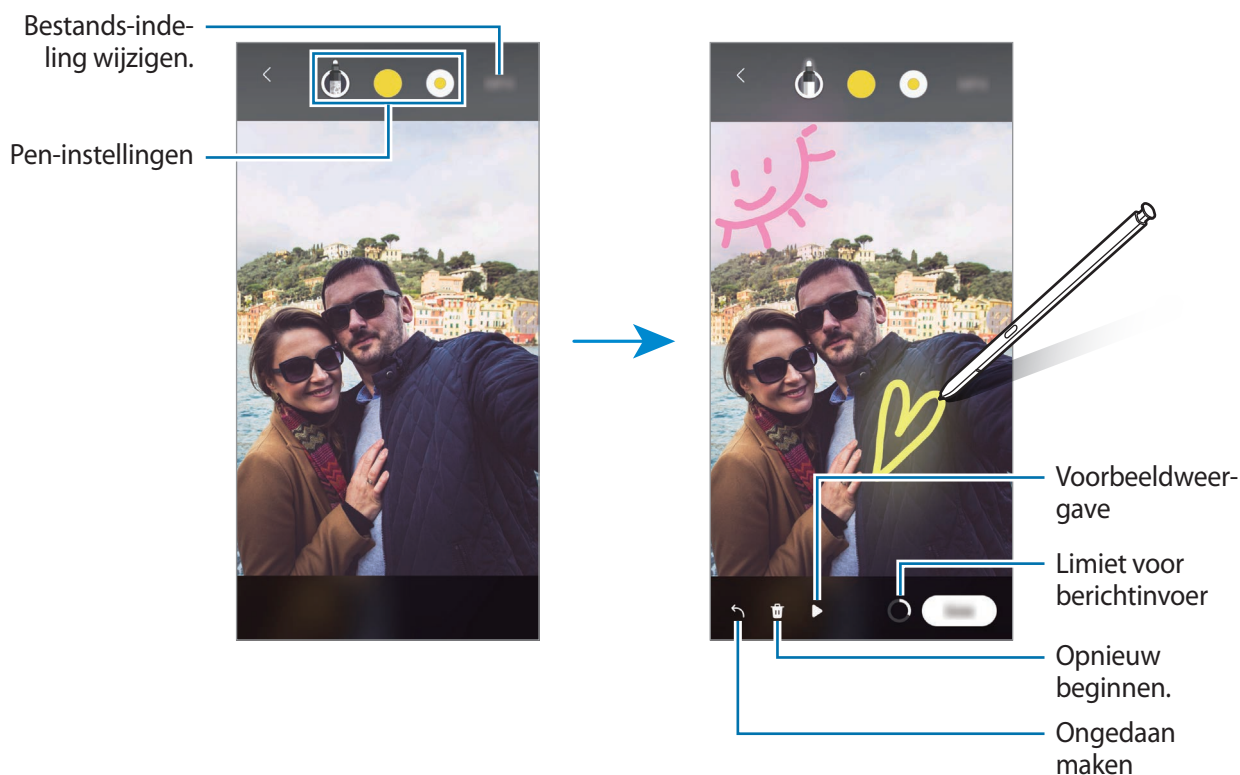 Bestands-inde-
ling wijzigen.
Pen-instellingen
Voorbeeldweer-
gave
Limiet voor
berichtinvoer
Opnieuw
beginnen.
Ongedaan
maken